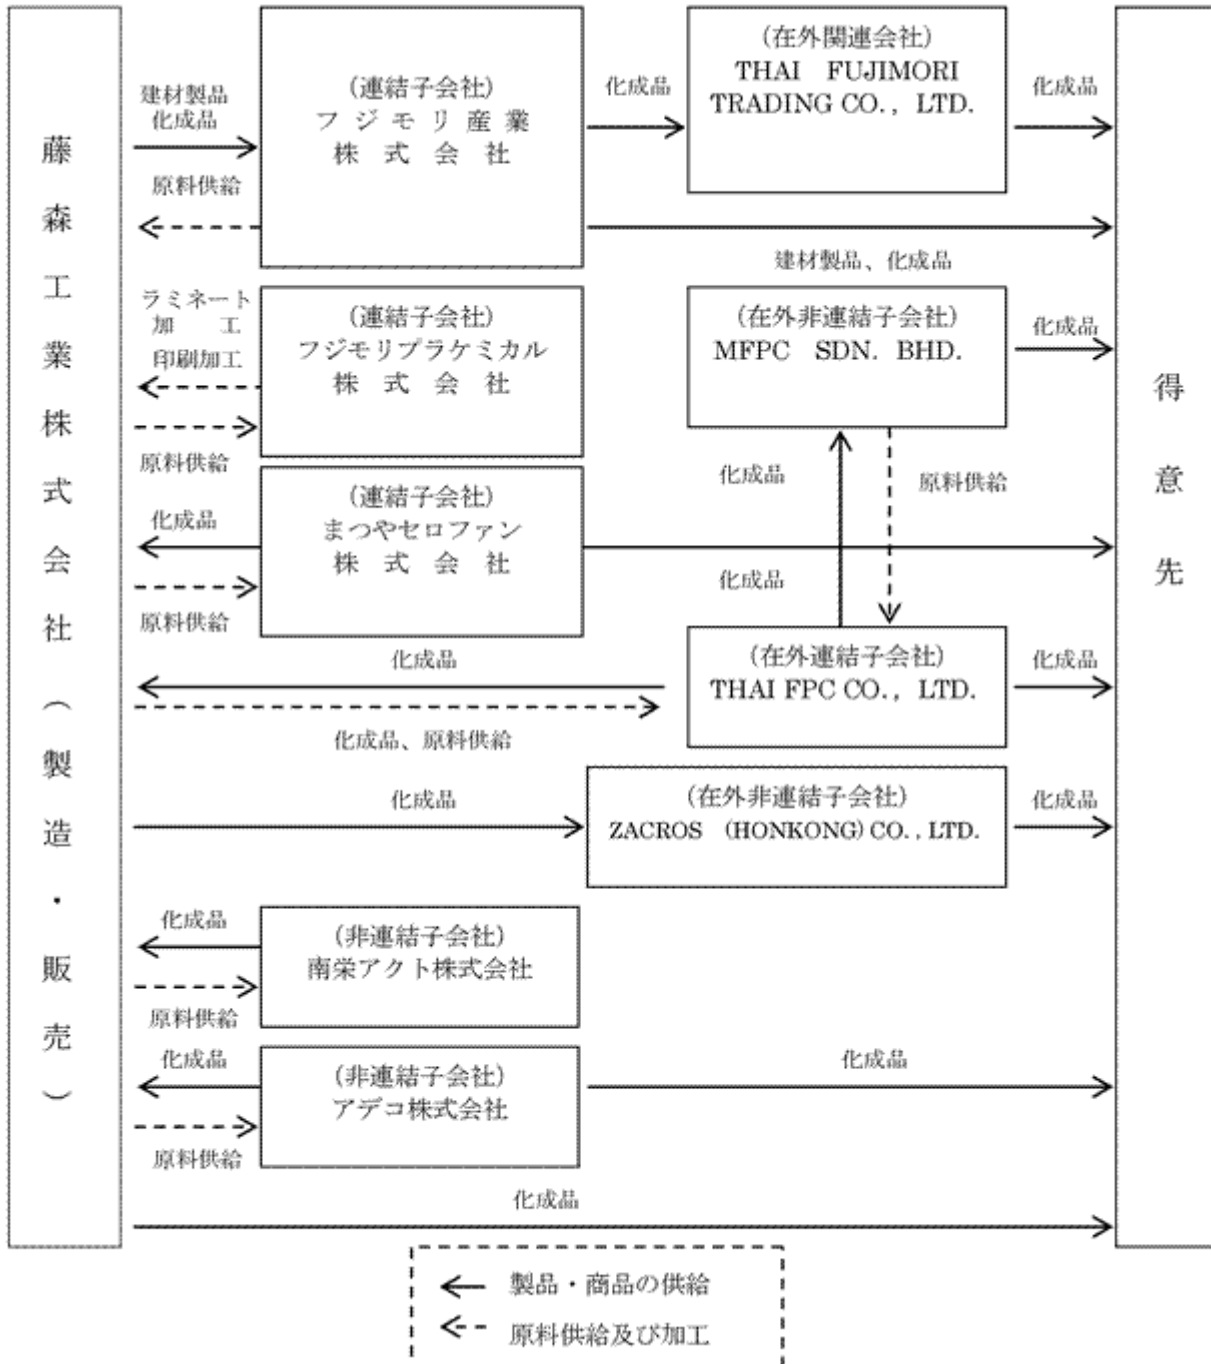 藤森工業株式会社（製造・販売）
建材製品
化成品
原料供給
(連結子会社)
フジモリ産業
株式会社
化成品
(在外関連会社)
THAI FUJIMORI
TRADING CO., LTD.
化成品
建材製品、化成品
得意先
ラミネート
加工
印刷加工
原料供給
(連結子会社)
フジモリプラケミカル
株式会社
(在外非連結子会社)
MFPC SDN. BHD.
化成品
化成品
原料供給
化成品
原料供給
(連結子会社)
まつやセロファン
株式会社
化成品
化成品
化成品、原料供給
(在外連結子会社)
THAI FPC CO., LTD.
化成品
化成品
(在外非連結子会社)
ZACROS (HONKONG) CO., LTD.
化成品
化成品
原料供給
(非連結子会社)
南栄アクト株式会社
化成品
原料供給
(非連結子会社)
アデコ株式会社
化成品
化成品
製品・商品の供給
原料供給及び加工